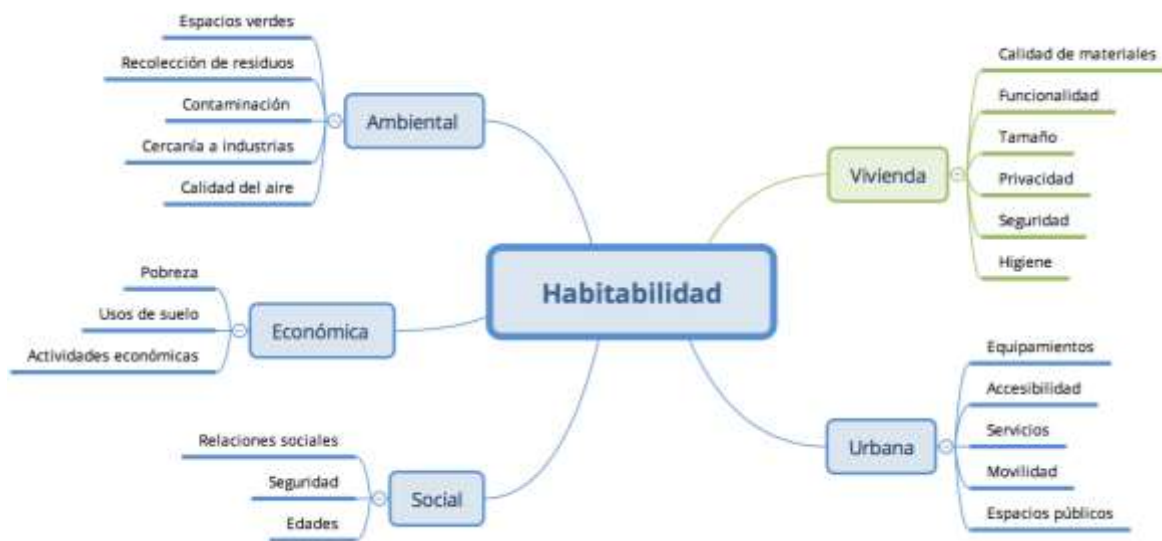 Espacios verdes
Recolección de residuos
Contaminación
Cercanía a industrias
Calidad del aire
Ambiental
Pobreza
Usos de suelo
Actividades económicas
Económica
Relaciones sociales
Seguridad
Edades
Social
Habitabilidad
Vivienda
Calidad de materiales
Funcionalidad
Tamaño
Privacidad
Seguridad
Higiene
Urbana
Equipamientos
Accesibilidad
Servicios
Movilidad
Espacios públicos